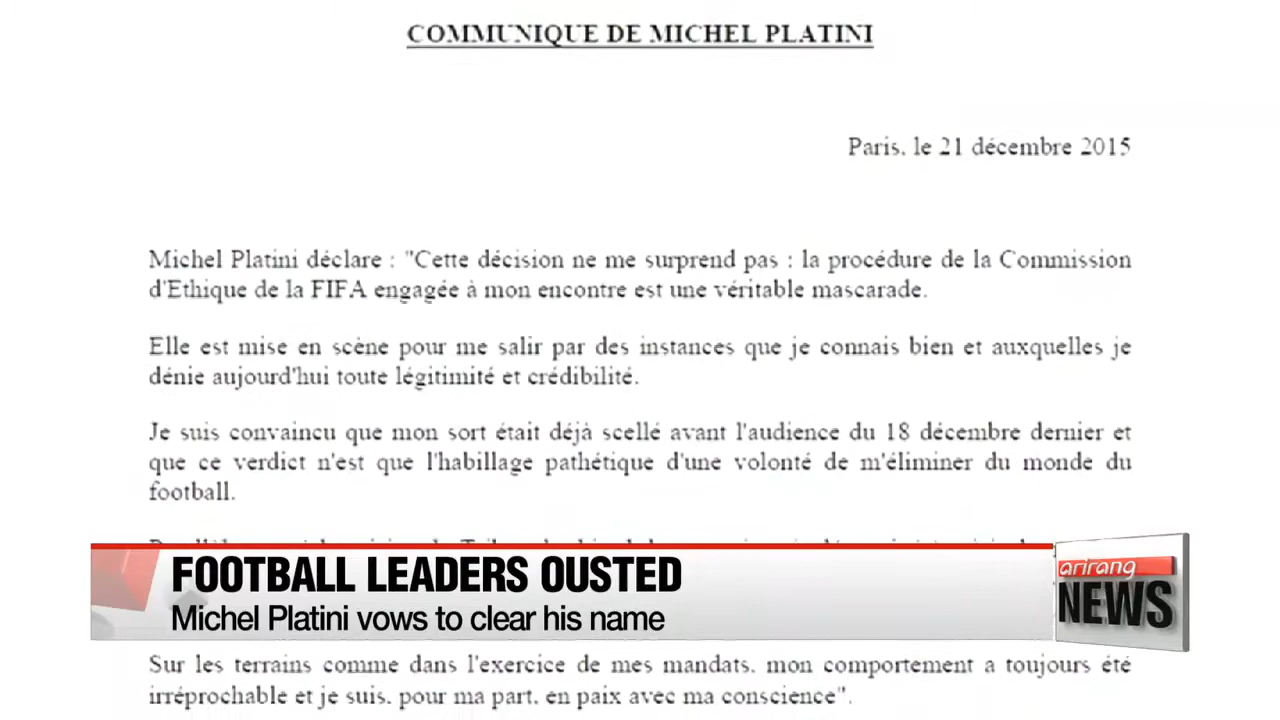 COMMUNIQUE DE MICHEL PLATINI
Paris, le 21 décembre 2015
Michel Platini déclare : "Cette décision ne me surprend pas : la procédure de la Commission
d'Ethique de la FIFA engagée à mon encontre est une véritable mascarade.
Elle est mise en scène pour me salir par des instances que je connais bien et auxquelles je
dénie aujourd'hui toute légitimité et crédibilité.
Je suis convaincu que mon sort était déjà scellé avant l'audience du 18 décembre dernier et
que ce verdict n'est que l'habillage pathétique d'une volonté de m'éliminer du monde du
football.
FOOTBALL LEADERS OUSTED
Michel Platini vows to clear his name
arirang
NEWS
Sur les terrains comme dans l'exercice de mes mandats, mon comportement a toujours été
irréprochable et je suis, pour ma part, en paix avec ma conscience".